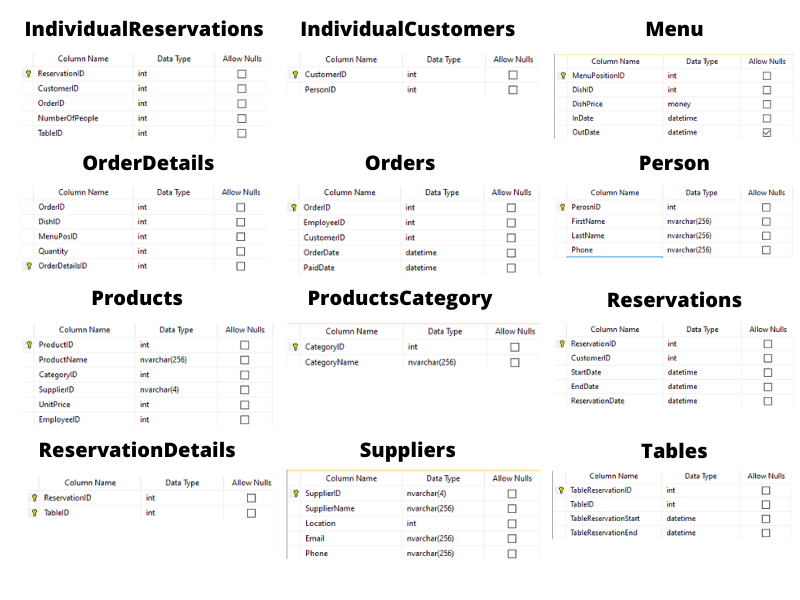 IndividualReservations
Column Name Data Type Allow Nulls
ReservationID int
CustomerID int
OrderID int
NumberOfPeople int
TableID int
IndividualCustomers
Column Name Data Type Allow Nulls
CustomerID int
PersonID int
Menu
Column Name Data Type Allow Nulls
MenuPositionID int
DishID int
DishPrice money
InDate datetime
OutDate datetime
OrderDetails
Column Name Data Type Allow Nulls
OrderID int
DishID int
MenuPosID int
Quantity int
OrderDetailsID int
Orders
Column Name Data Type Allow Nulls
OrderID int
EmployeeID int
CustomerID int
OrderDate datetime
PaidDate datetime
Person
Column Name Data Type Allow Nulls
PerosnID int
FirstName nvarchar(256)
LastName nvarchar(256)
Phone nvarchar(256)
Products
Column Name Data Type Allow Nulls
ProductID int
ProductName nvarchar(256)
CategoryID int
SupplierID nvarchar(4)
UnitPrice int
EmployeeID int
ProductsCategory
Column Name Data Type Allow Nulls
CategoryID int
CategoryName nvarchar(256)
Reservations
Column Name Data Type Allow Nulls
ReservationID int
CustomerID int
StartDate datetime
EndDate datetime
ReservationDate datetime
ReservationDetails
Column Name Data Type Allow Nulls
ReservationID int
TableID int
Suppliers
Column Name Data Type Allow Nulls
SupplierID nvarchar(4)
SupplierName nvarchar(256)
Location int
Email nvarchar(256)
Phone nvarchar(256)
Tables
Column Name Data Type Allow Nulls
TableReservationID int
TableID int
TableReservationStart datetime
TableReservationEnd datetime